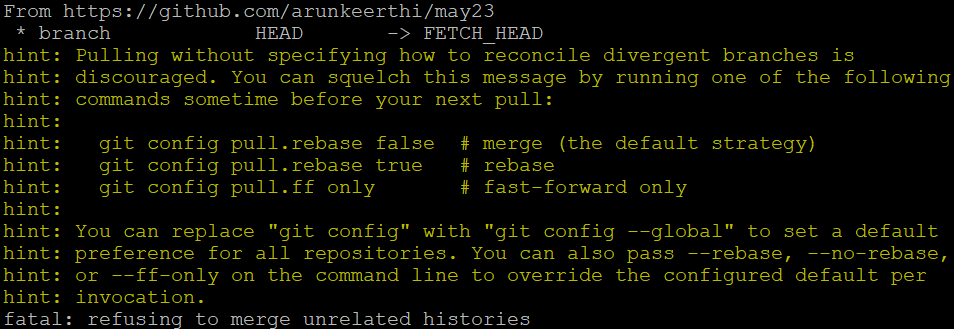 From https://github.com/arunkeerthi/may23
 * branch            HEAD       -> FETCH_HEAD
hint: Pulling without specifying how to reconcile divergent branches is
hint: discouraged. You can squelch this message by running one of the following
hint: commands sometime before your next pull:
hint:
hint:   git config pull.rebase false  # merge (the default strategy)
hint:   git config pull.rebase true   # rebase
hint:   git config pull.ff only       # fast-forward only
hint:
hint: You can replace "git config" with "git config --global" to set a default
hint: preference for all repositories. You can also pass --rebase, --no-rebase,
hint: or --ff-only on the command line to override the configured default per
hint: invocation.
fatal: refusing to merge unrelated histories